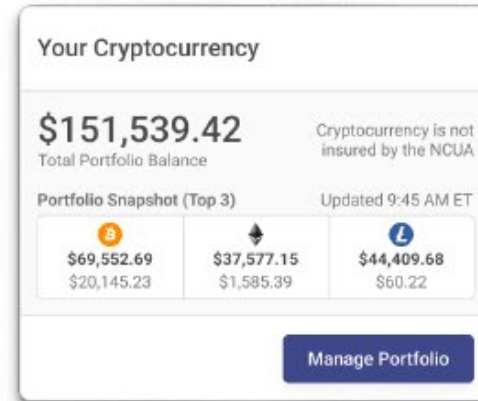 Your Cryptocurrency
$151,539.42
Total Portfolio Balance
Cryptocurrency is not
insured by the NCUA
Portfolio Snapshot (Top 3)
Updated 9:45 AM ET
$69,552.69
$20,145.23
$37,577.15
$1,585.39
$44,409.68
$60.22
Manage Portfolio